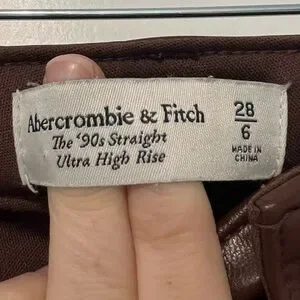 Abercrombie & Fitch
The '90s Straight
Ultra High Rise
28
6
MADE IN
CHINA